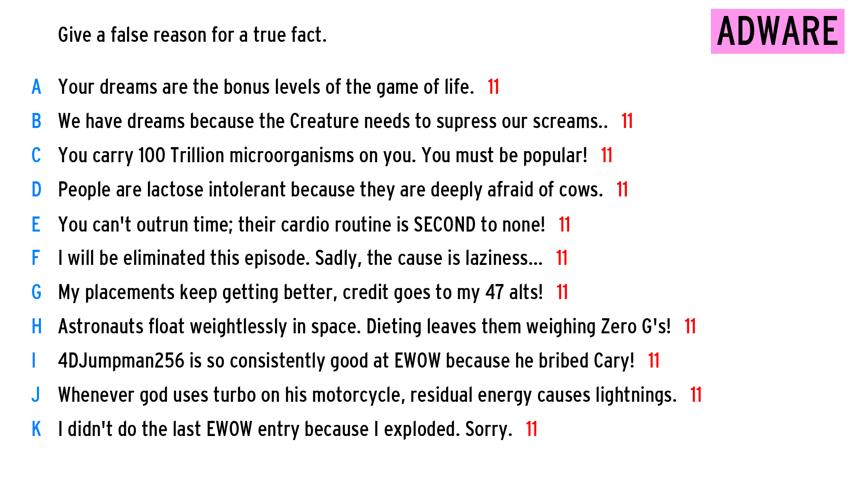 Give a false reason for a true fact.
ADWARE
A Your dreams are the bonus levels of the game of life. 11
B We have dreams because the Creature needs to supress our screams.. 11
C You carry 100 Trillion microorganisms on you. You must be popular! 11
D People are lactose intolerant because they are deeply afraid of cows. 11
E You can't outrun time; their cardio routine is SECOND to none! 11
F I will be eliminated this episode. Sadly, the cause is laziness... 11
G My placements keep getting better, credit goes to my 47 alts! 11
H Astronauts float weightlessly in space. Dieting leaves them weighing Zero G's! 11
I 4DJumpman256 is so consistently good at EWOW because he bribed Cary! 11
J Whenever god uses turbo on his motorcycle, residual energy causes lightnings. 11
K I didn't do the last EWOW entry because I exploded. Sorry. 11